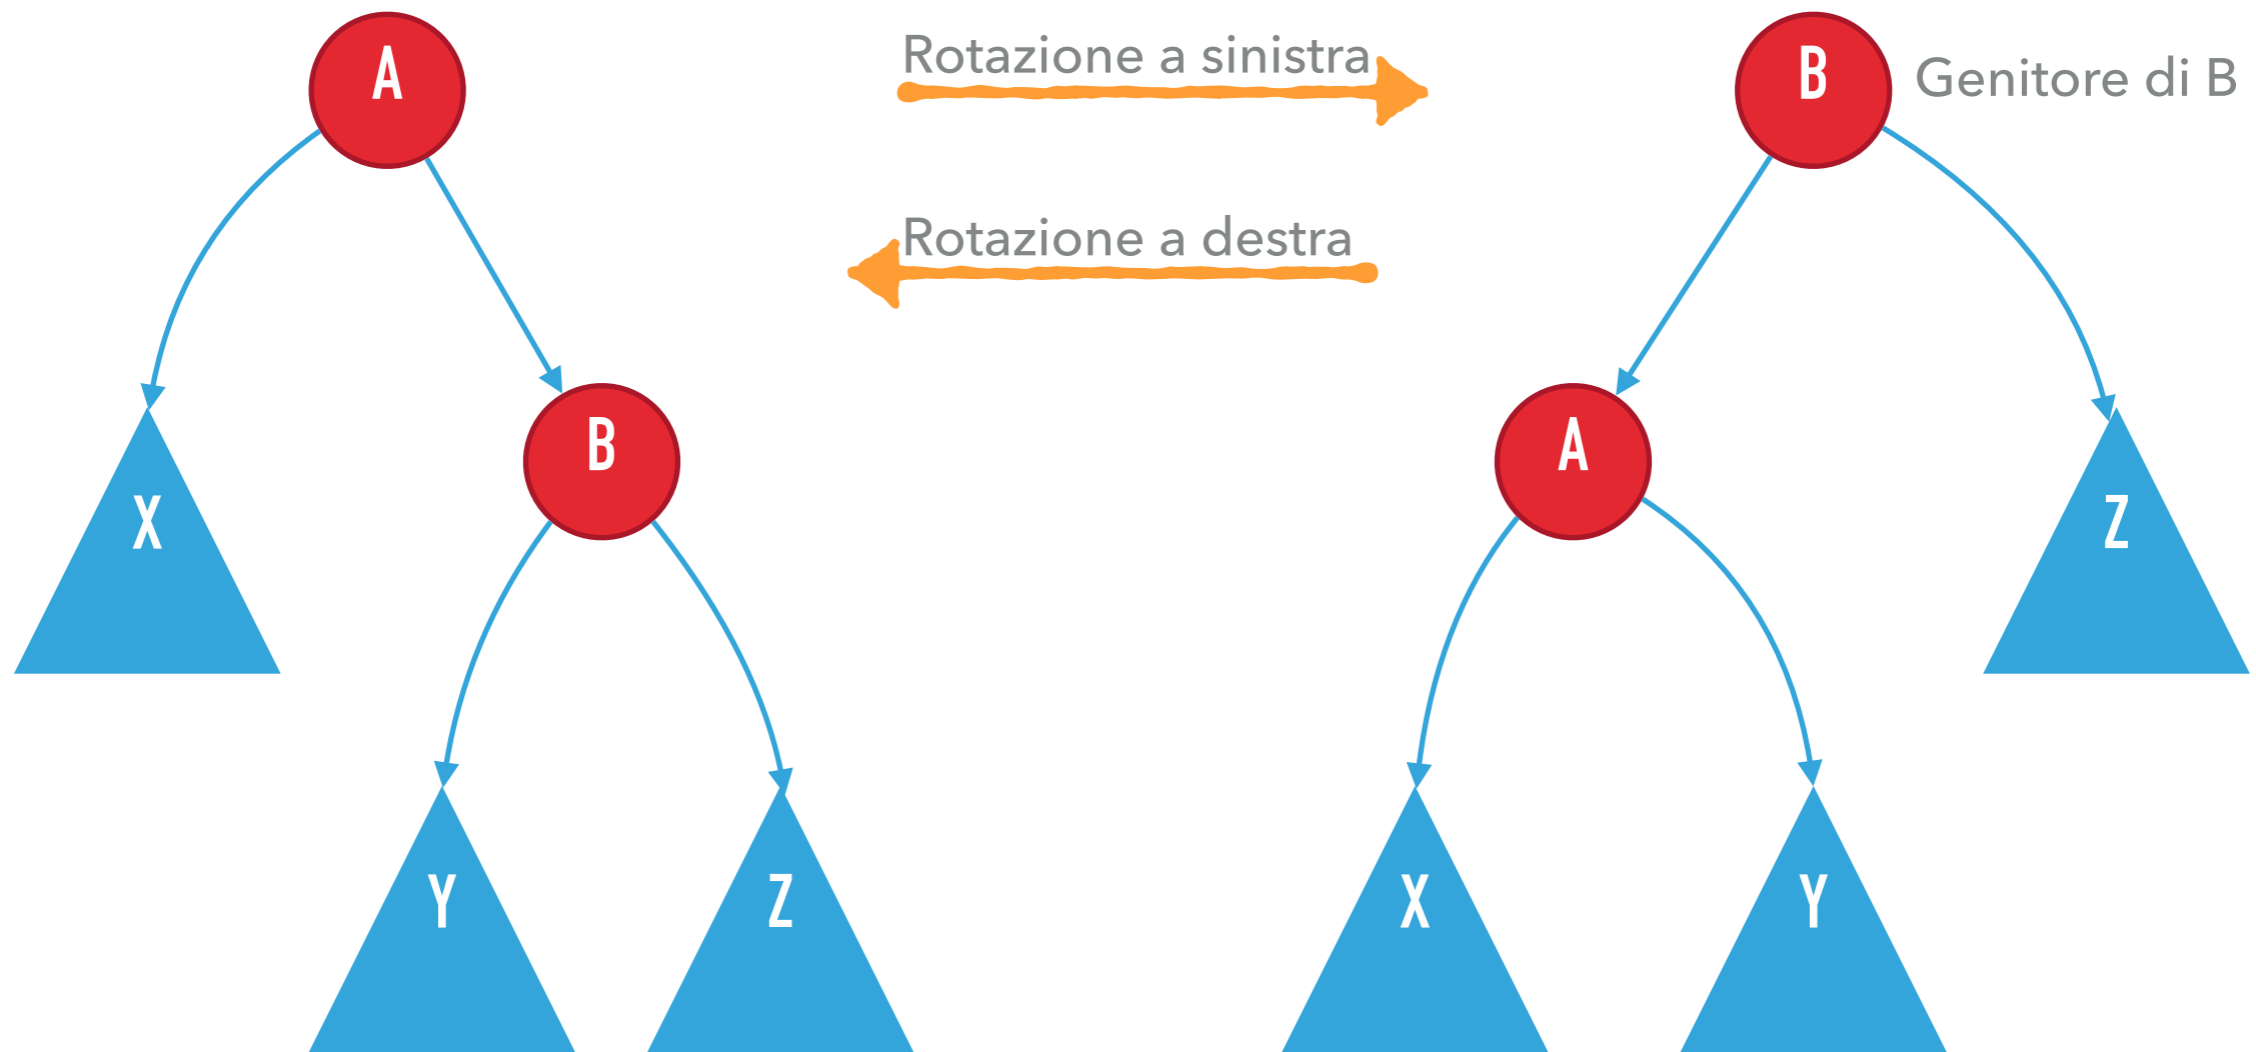 A
Rotazione a sinistra
B
Genitore di B
Rotazione a destra
B
A
X
Z
Y
Z
X
Y